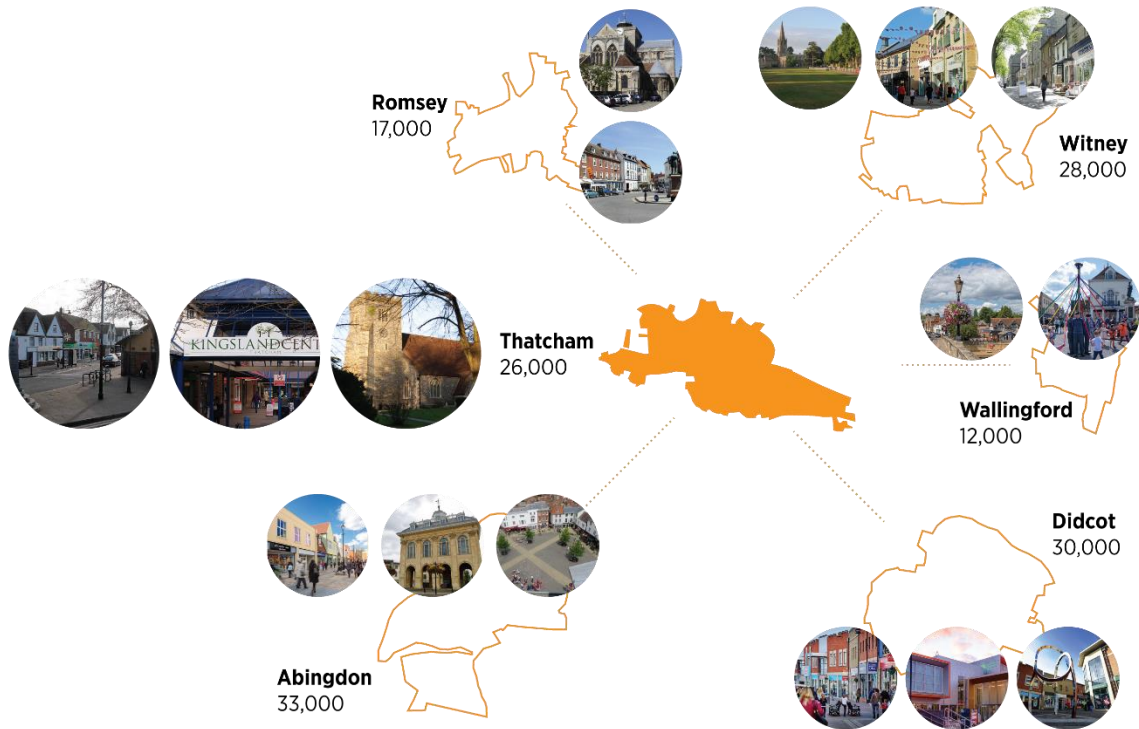 Romsey
17,000
Witney
28,000
KINGSLAND CENT
THATCHAM
Thatcham
26,000
Wallingford
12,000
Didcot
30,000
Abingdon
33,000